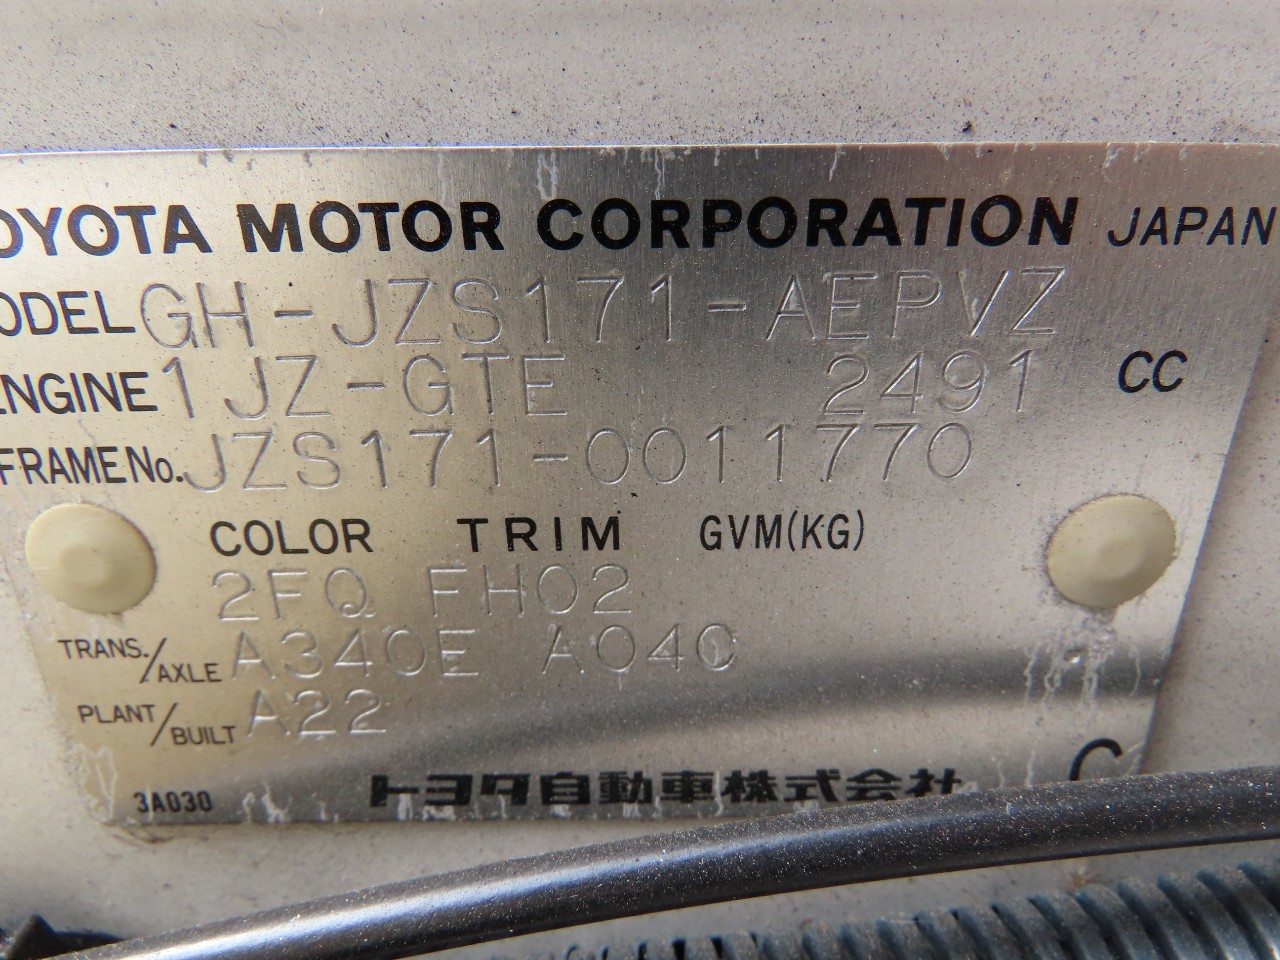 OYOTA MOTOR CORPORATION JAPAN
ODEL GH-JZS171-AEPVZ
ENGINE 1JZ-GTE 2491 CC
FRAME No. JZS171-0011770
COLOR TRIM GVM(KG)
2FQ FH02
TRANS./AXLE A340E A04C
PLANT/BUILT A22
C
トヨタ自動車株式会社
3A030